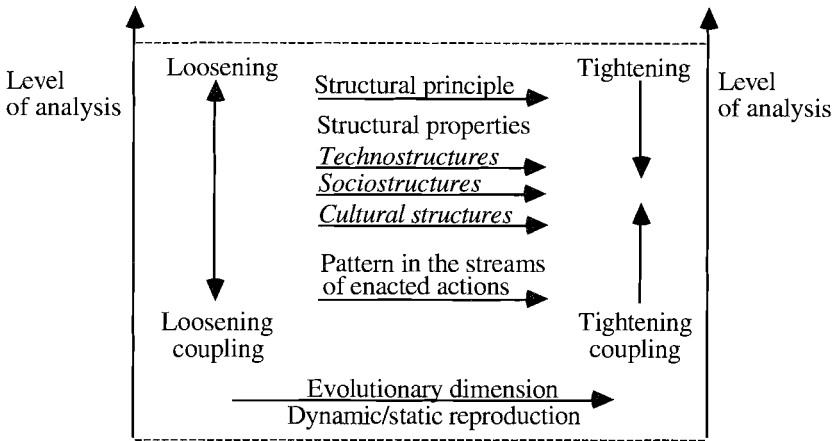 Level
of analysis
Loosening
Structural principle
Structural properties
Technostructures
Sociostructures
Cultural structures
Pattern in the streams
of enacted actions
Loosening
coupling
Tightening
Tightening
coupling
Level
of analysis
Evolutionary dimension
Dynamic/static reproduction